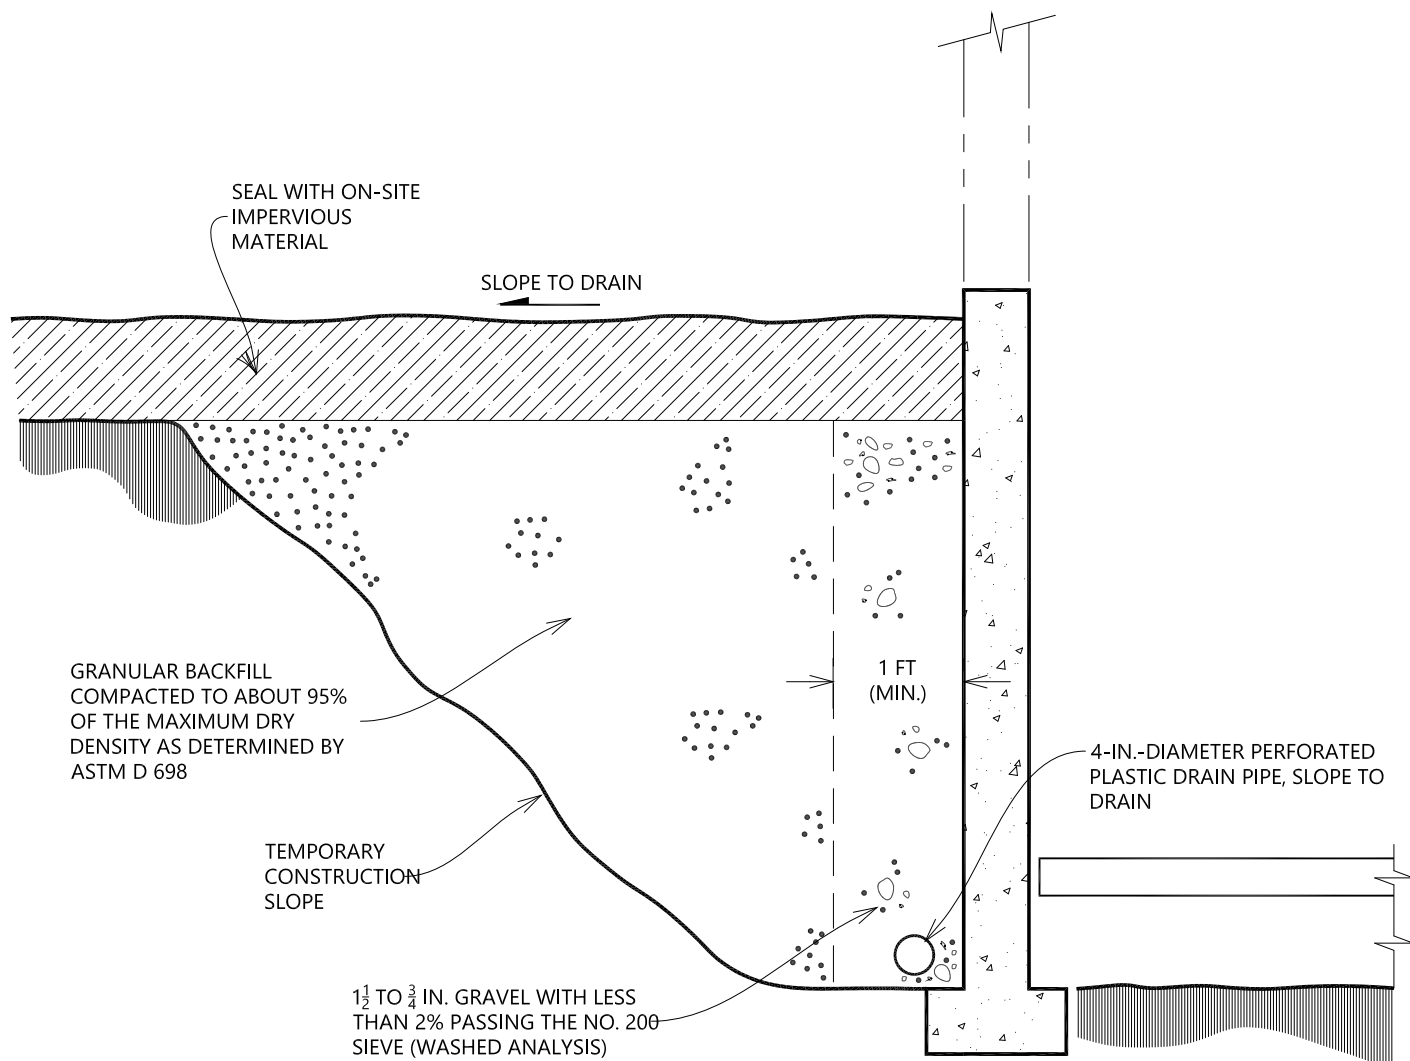 SEAL WITH ON-SITE
IMPERVIOUS
MATERIAL
SLOPE TO DRAIN
GRANULAR BACKFILL
COMPACTED TO ABOUT 95%
OF THE MAXIMUM DRY
DENSITY AS DETERMINED BY
ASTM D 698
1 FT
(MIN.)
4-IN.-DIAMETER PERFORATED
PLASTIC DRAIN PIPE, SLOPE TO
DRAIN
TEMPORARY
CONSTRUCTION
SLOPE
1 1/2 TO 3/4 IN. GRAVEL WITH LESS
THAN 2% PASSING THE NO. 200
SIEVE (WASHED ANALYSIS)